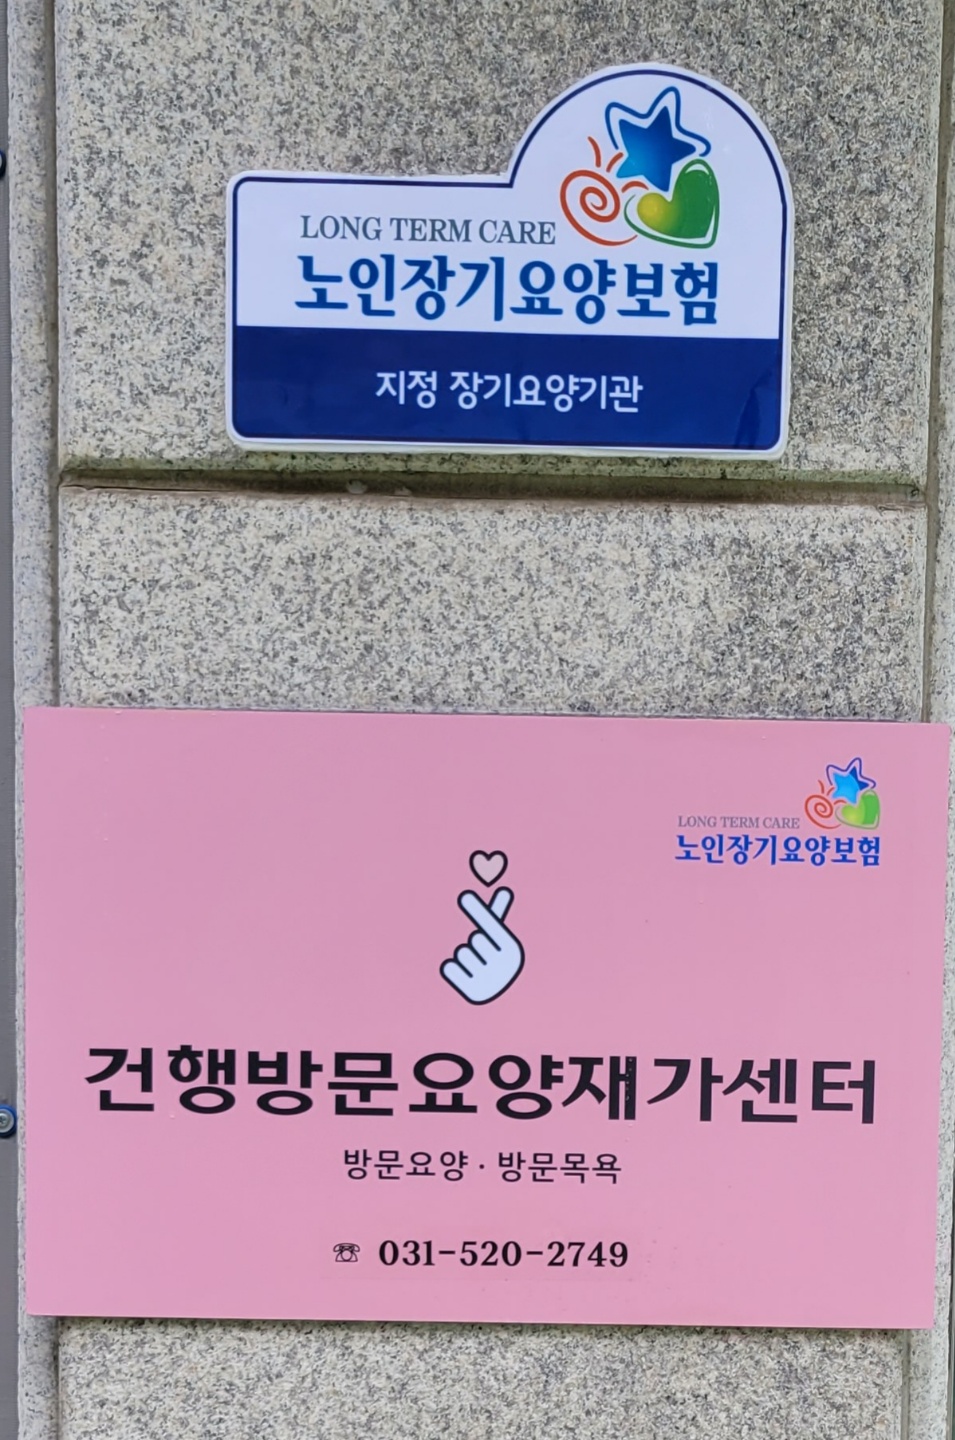 LONG TERM CARE
노인장기요양보험
지정 장기요양기관
LONG TERM CARE
노인장기요양보험
건행방문요양재가센터
방문요양 · 방문목욕
☏ 031-520-2749